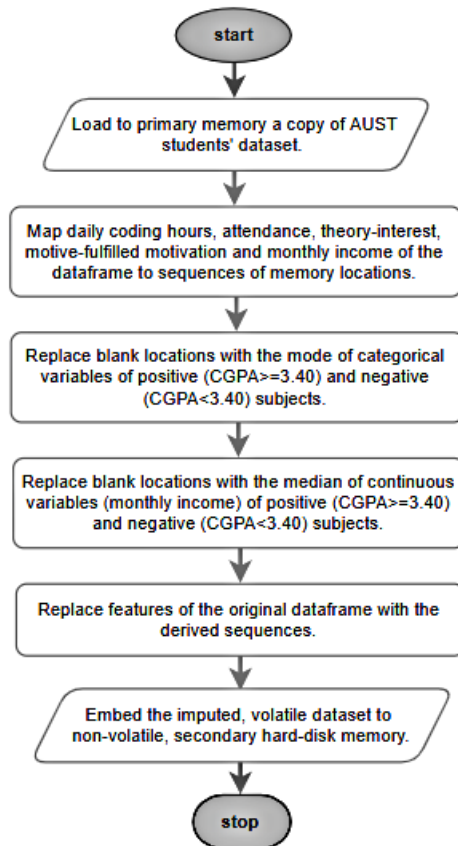 start
Load to primary memory a copy of AUST
students' dataset.
Map daily coding hours, attendance, theory-interest,
motive-fulfilled motivation and monthly income of the
dataframe to sequences of memory locations.
Replace blank locations with the mode of categorical
variables of positive (CGPA>=3.40) and negative
(CGPA<3.40) subjects.
Replace blank locations with the median of continuous
variables (monthly income) of positive (CGPA>=3.40)
and negative (CGPA<3.40) subjects.
Replace features of the original dataframe with the
derived sequences.
Embed the imputed, volatile dataset to
non-volatile, secondary hard-disk memory.
stop